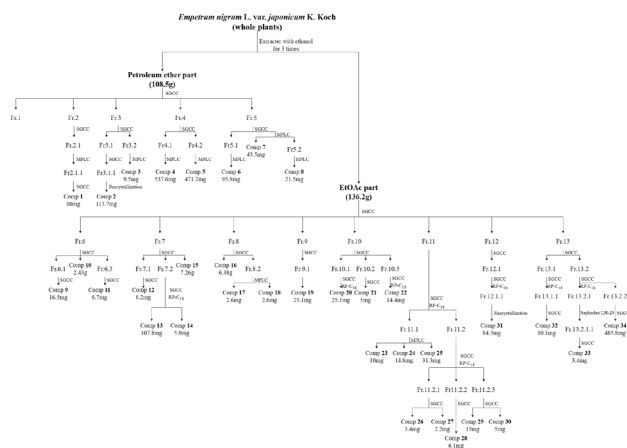 Empetrum nigrum L. var. japonicum K. Koch
(whole plants)
Extracter with ethanol
for 3 times
Petroleum ether part
(108.5g)
SGCC
Fr.1 Fr.2 Fr.3 Fr.4 Fr.5
SGCC SGCC SGCC SGCC
MPLC
Fr.2.1 Fr.3.1 Fr.3.2 Fr.4.1 Fr.4.2 Fr.5.1 Comp 7 Fr.5.2
45.5mg
MPLC SGCC MPLC MPLC MPLC MPLC SGCC
Fr.2.1.1 Fr.3.1.1 Comp 3 Comp 4 Comp 5 Comp 6 Comp 8
9.5mg 537.6mg 471.2mg 95.8mg 21.5mg
SGCC Recrystallization
Comp 1 Comp 2
60mg 113.7mg
EtOAc part
(136.2g)
SGCC
Fr.6 Fr.7 Fr.8 Fr.9 Fr.10 Fr.11 Fr.12 Fr.13
SGCC SGCC SGCC SGCC SGCC SGCC SGCC
Fr.6.1 Comp 10 Fr.6.3 Fr.7.1 Fr.7.2 Comp 15 Comp 16 Fr.8.2 Fr.9.1 Fr.10.1 Fr.10.2 Fr.10.3 Fr.12.1 Fr.13.1 Fr.13.2
2.43g 7.26g 6.38g
SGCC SGCC SGCC SGCC MPLC SGCC SGCC SGCC SGCC SGCC SGCC SGCC SGCC
RP-C18 RP-C18 RP-C18 RP-C18 RP-C18 RP-C18
Comp 9 Comp 11 Comp 12 Comp 17 Comp 18 Comp 19 Comp 20 Comp 21 Comp 22 Fr.12.1.1 Fr.13.1.1 Fr.13.2.1 Fr.13.2.2
16.5mg 6.7mg 6.2mg 2.6mg 2.6mg 25.1mg 25.1mg 5mg 14.4mg
Recrystallization SGCC Sephadex LH-20 SGCC
Comp 13 Comp 14 Fr.11.1 Fr.11.2 Comp 31 Comp 32 Fr.13.2.1.1 Comp 34
107.8mg 5.0mg 84.3mg 10.1mg 485.8mg
MPLC SGCC
Comp 23 Comp 24 Comp 25 Comp 33
10mg 14.8mg 31.3mg 3.4mg
SGCC
RP-C18
Fr.11.2.1 Fr.11.2.2 Fr.11.2.3
SGCC SGCC SGCC
Comp 26 Comp 27 Comp 29 Comp 30
3.4mg 2.2mg 15mg 5mg
Comp 28
6.1mg